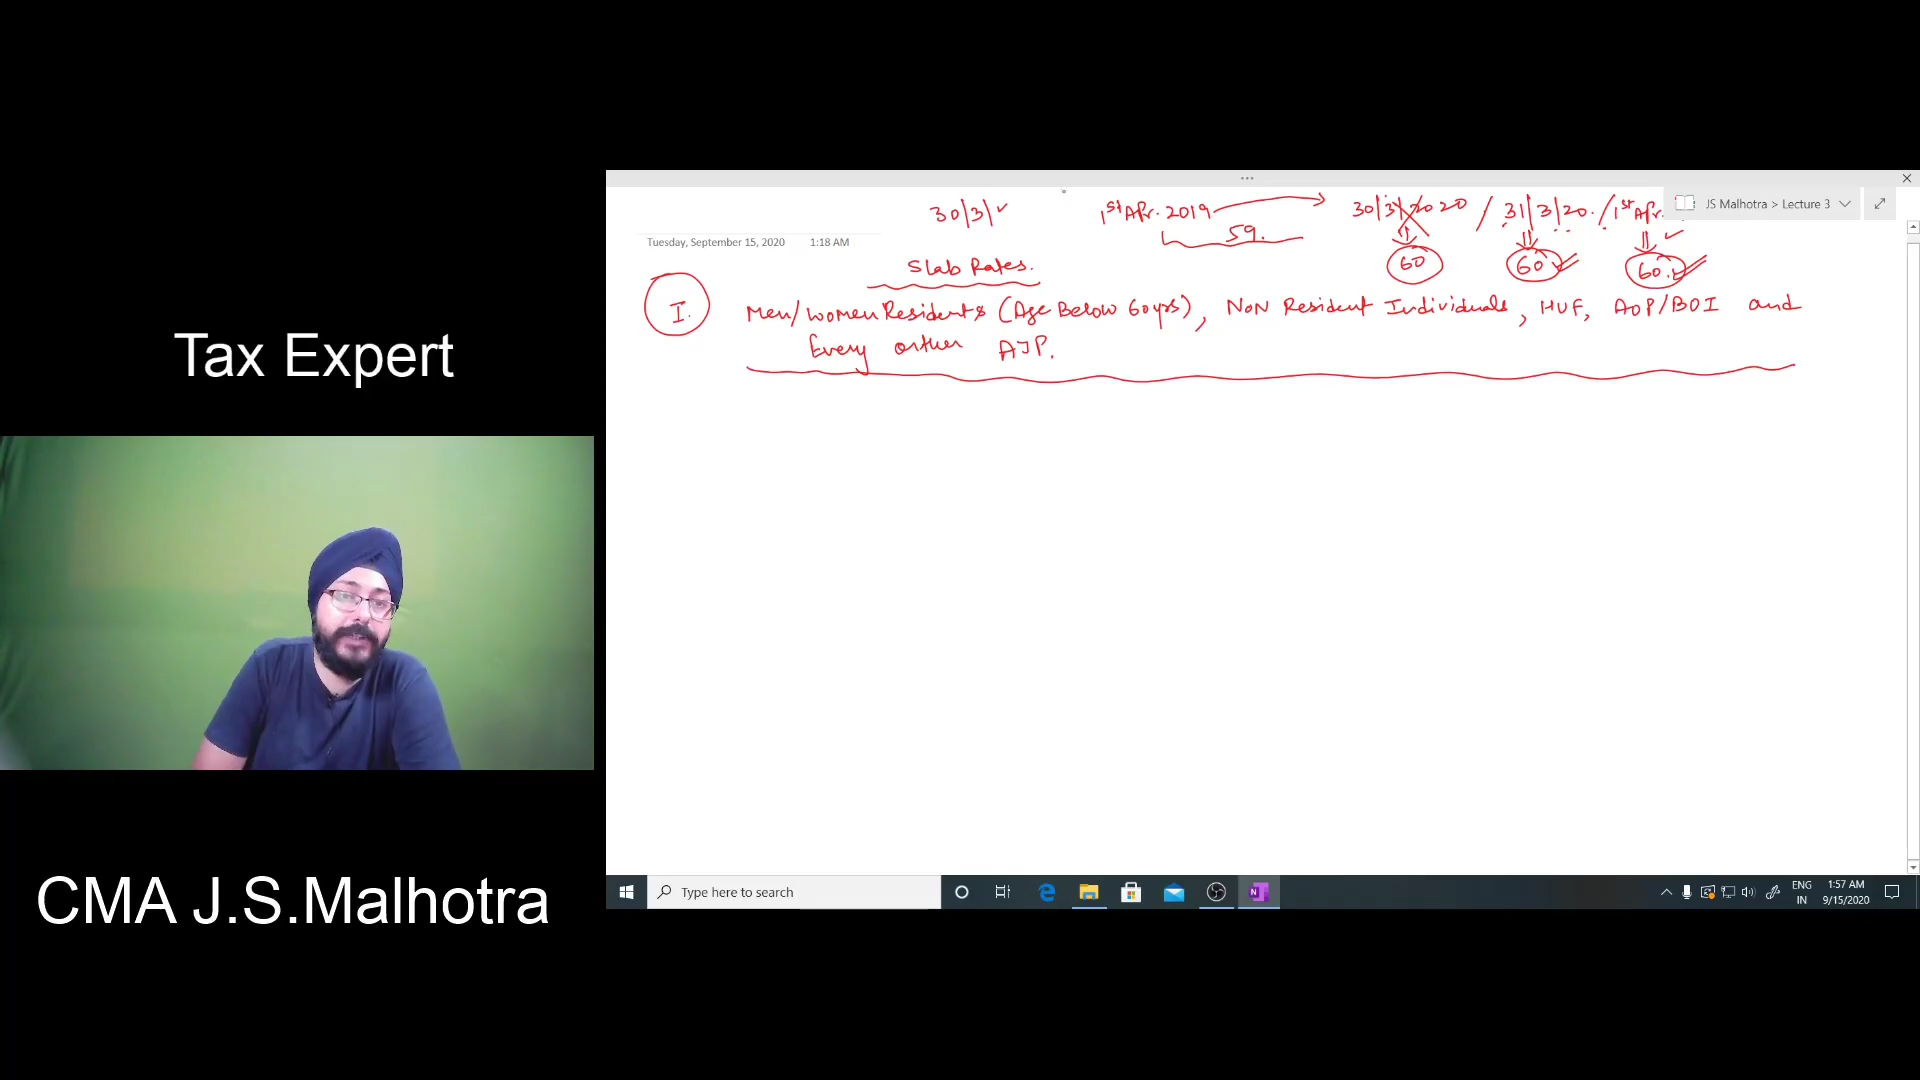 Tax Expert
CMA J.S.Malhotra
JS Malhotra > Lecture 3
30/3/ 1st Apr. 2019 30/3/2020 / 31/3/20. / 1st Apr.
59.
Tuesday, September 15, 2020 1:18 AM
60 60 60.
Slab Rates.
I. Men/Women Residents (Age Below 60yrs), Non Resident Individuals, HUF, AOP/BOI and
Every orther AJP.
Type here to search
ENG
IN
1:57 AM
9/15/2020